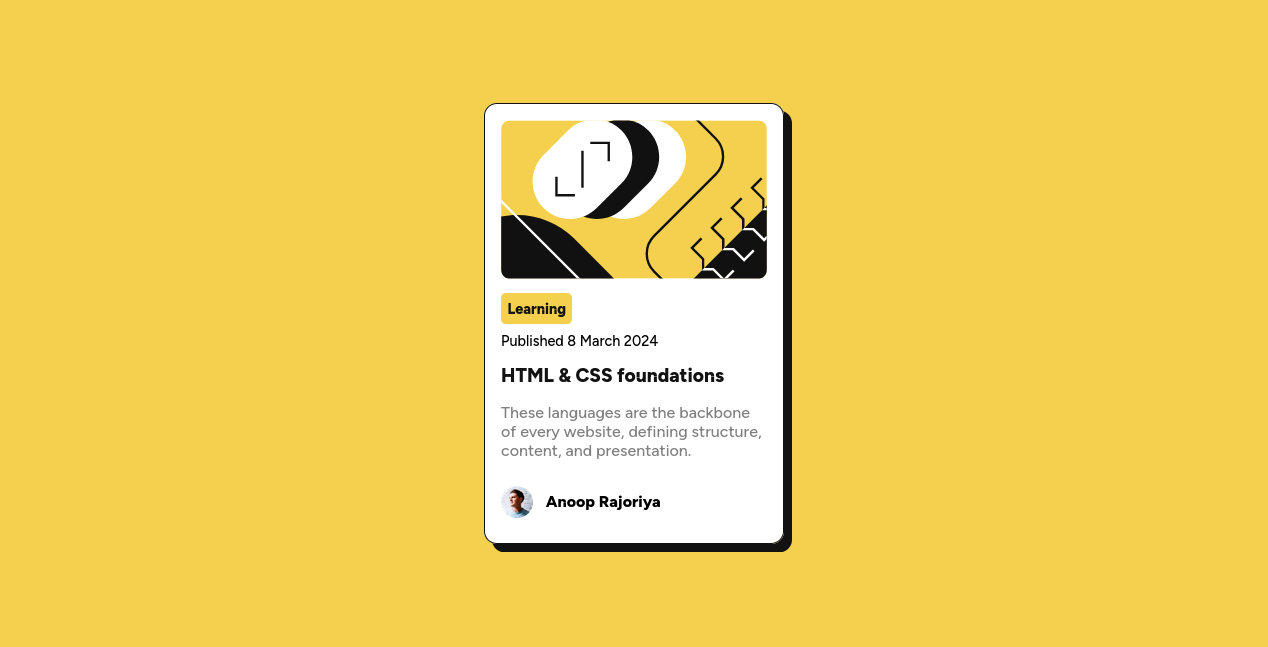 Learning
Published 8 March 2024
HTML & CSS foundations
These languages are the backbone
of every website, defining structure,
content, and presentation.
Anoop Rajoriya